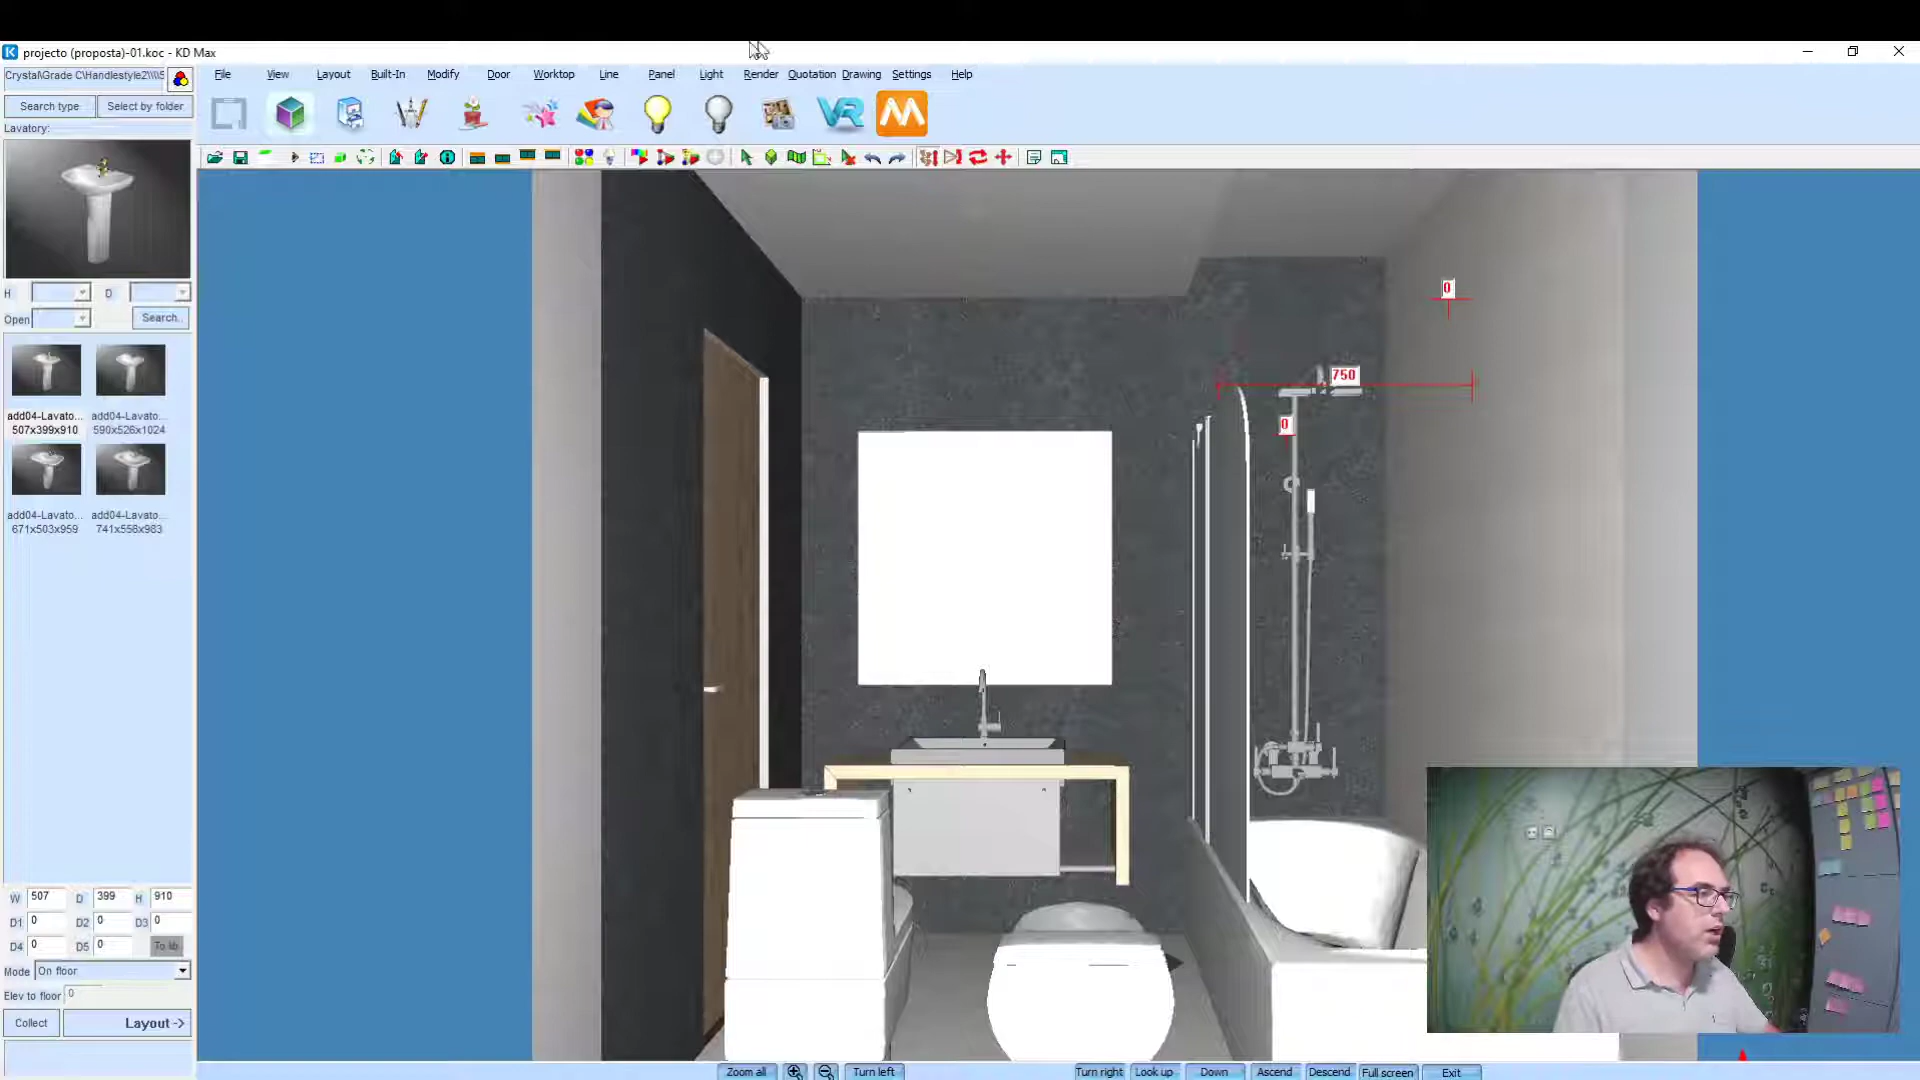 projecto (proposta)-01.koc - KD Max
Crystal\Grade C\Handlestyle2\\\\S
File View Layout Built-In Modify Door Worktop Line Panel Light Render Quotation Drawing Settings Help
Search type Select by folder
VR
Lavatory:
H D
Open Search..
0
750
0
add04-Lavato... add04-Lavato...
507x399x910 590x526x1024
add04-Lavato... add04-Lavato...
671x503x959 741x556x983
W 507 D 399 H 910
D1 0 D2 0 D3 0
D4 0 D5 0 To lib
Mode On floor
Elev to floor 0
Collect Layout ->
Zoom all Turn left Turn right Look up Down Ascend Descend Full screen Exit